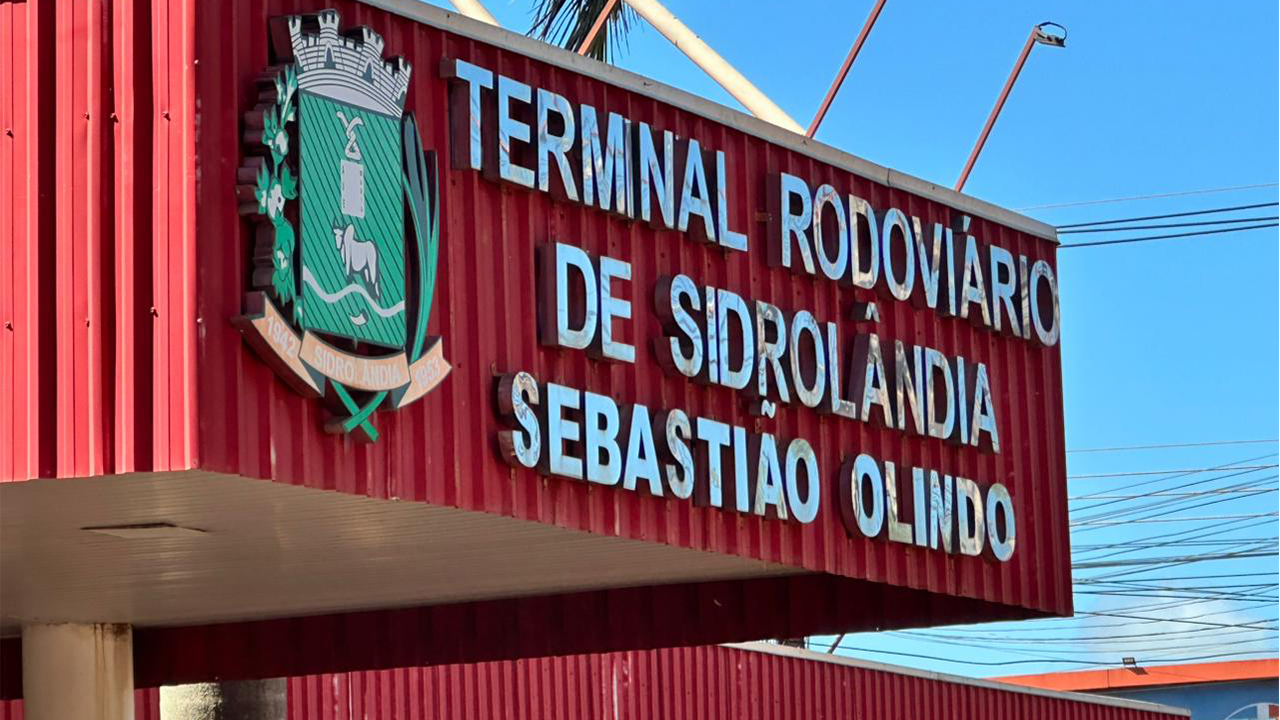 TERMINAL RODOVIÁRIO
DE SIDROLÂNDIA
SEBASTIÃO OLINDO
1942
SIDROLÂNDIA
1953